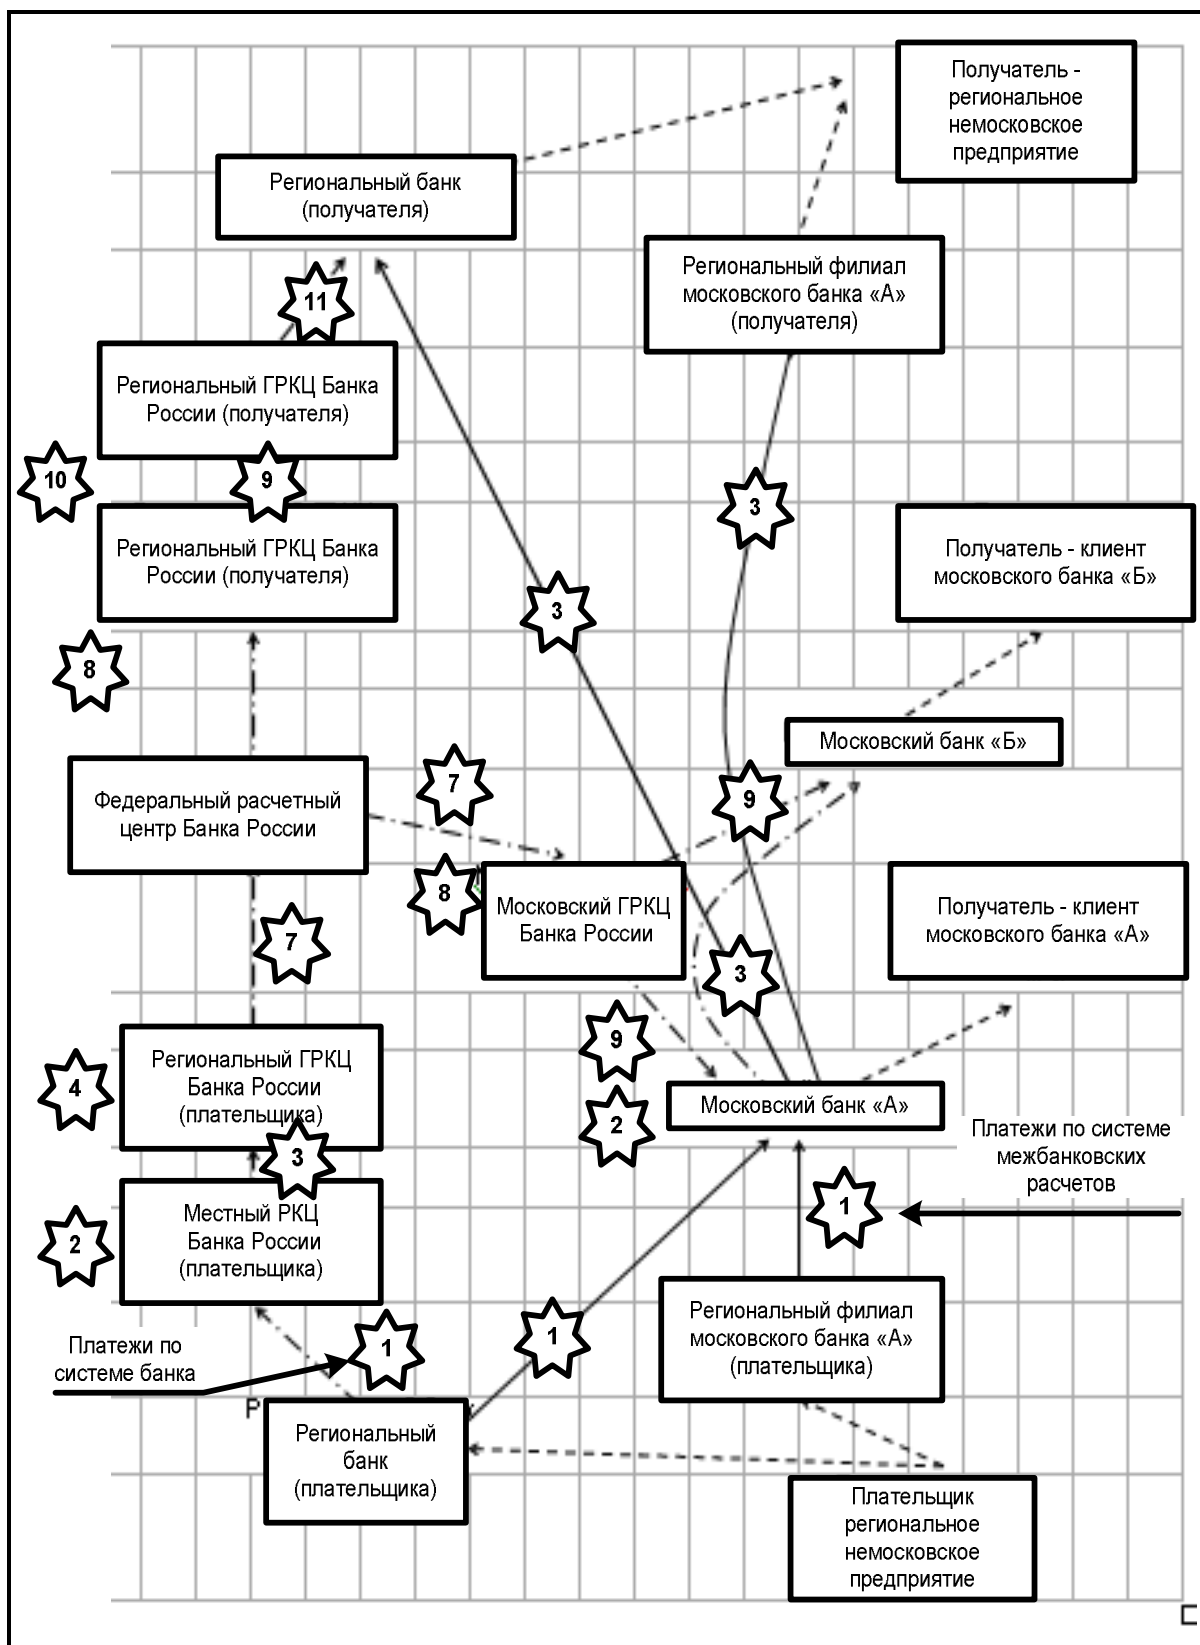 Получатель -
региональное
немосковское
предприятие
Региональный банк
(получателя)
Региональный филиал
московского банка «А»
(получателя)
11
Региональный ГРКЦ Банка
России (получателя)
10
9
3
Региональный ГРКЦ Банка
России (получателя)
Получатель - клиент
московского банка «Б»
3
8
Московский банк «Б»
7
9
Федеральный расчетный
центр Банка России
8
Московский ГРКЦ
Банка России
Получатель - клиент
московского банка «А»
7
3
9
Региональный ГРКЦ
Банка России
(плательщика)
4
Московский банк «А»
2
3
Платежи по системе
межбанковских
расчетов
1
Местный РКЦ
Банка России
(плательщика)
2
Региональный филиал
московского банка «А»
(плательщика)
1
1
Платежи по
системе банка
Р
Региональный
банк
(плательщика)
Плательщик
региональное
немосковское
предприятие